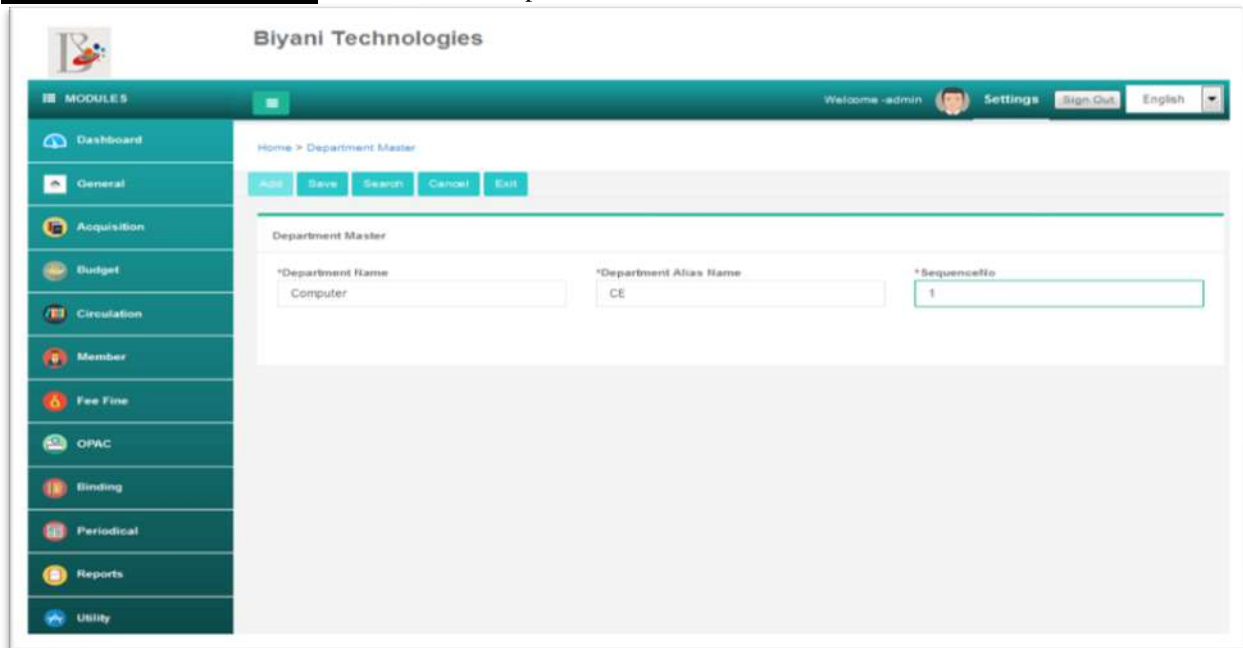 Biyani Technologies
MODULES
Welcome -admin Settings Sign Out English
Dashboard
General
Acquisition
Budget
Circulation
Member
Fee Fine
OPAC
Binding
Periodical
Reports
Utility
Home > Department Master
Add Save Search Cancel Exit
Department Master
*Department Name *Department Alias Name *SequenceNo
Computer CE 1